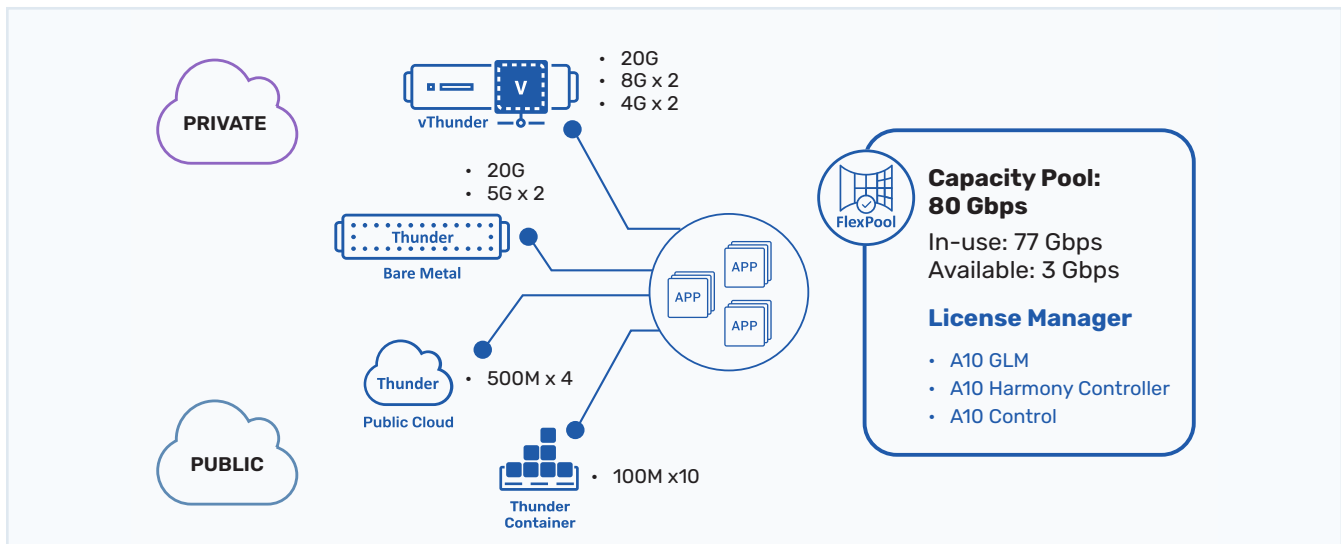 PRIVATE
V
vThunder
• 20G
• 8G x 2
• 4G x 2
• 20G
• 5G x 2
Thunder
Bare Metal
Thunder
Public Cloud
• 500M x 4
PUBLIC
• 100M x10
Thunder
Container
APP
APP
APP
FlexPool
Capacity Pool:
80 Gbps
In-use: 77 Gbps
Available: 3 Gbps
License Manager
• A10 GLM
• A10 Harmony Controller
• A10 Control